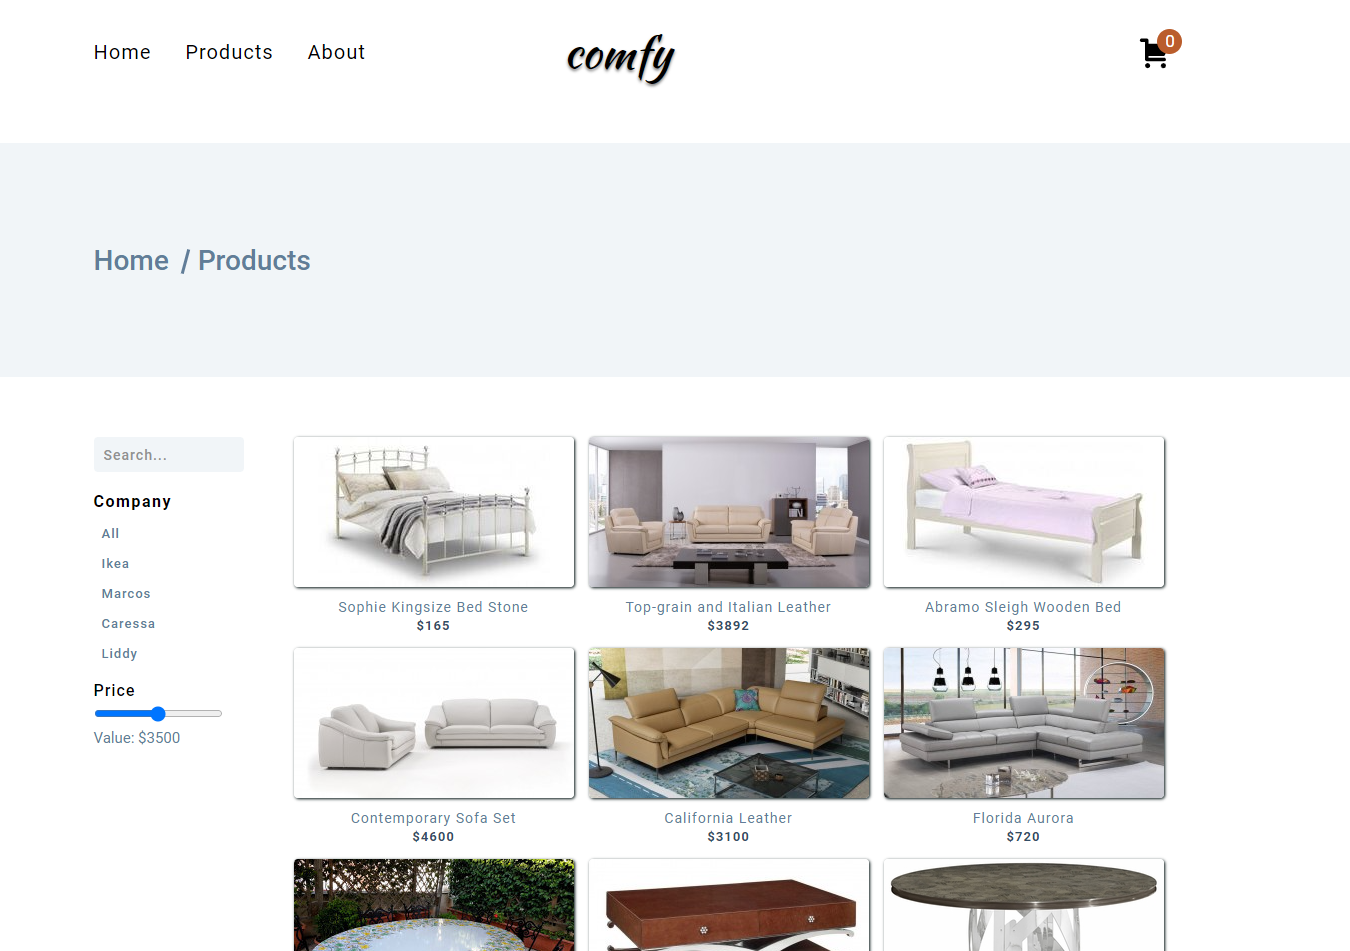 Home Products About
comfy
0
Home / Products
Search...
Company
All
Ikea
Marcos
Caressa
Liddy
Price
Value: $3500
Sophie Kingsize Bed Stone
$165
Top-grain and Italian Leather
$3892
Abramo Sleigh Wooden Bed
$295
Contemporary Sofa Set
$4600
California Leather
$3100
Florida Aurora
$720